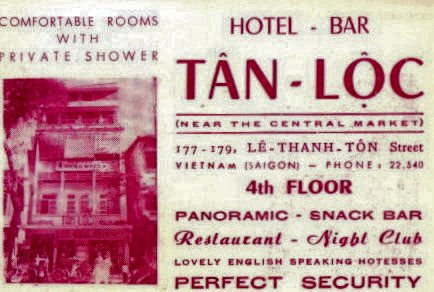 COMFORTABLE ROOMS
WITH
PRIVATE SHOWER
HOTEL - BAR
TÂN-LỘC
(NEAR THE CENTRAL MARKET)
177-179, LÊ-THANH-TÔN Street
VIETNAM (SAIGON) — PHONE: 22.540
4th FLOOR
PANORAMIC - SNACK BAR
Restaurant - Night Club
LOVELY ENGLISH SPEAKING HOTESSES
PERFECT SECURITY
TÂN-LỘC